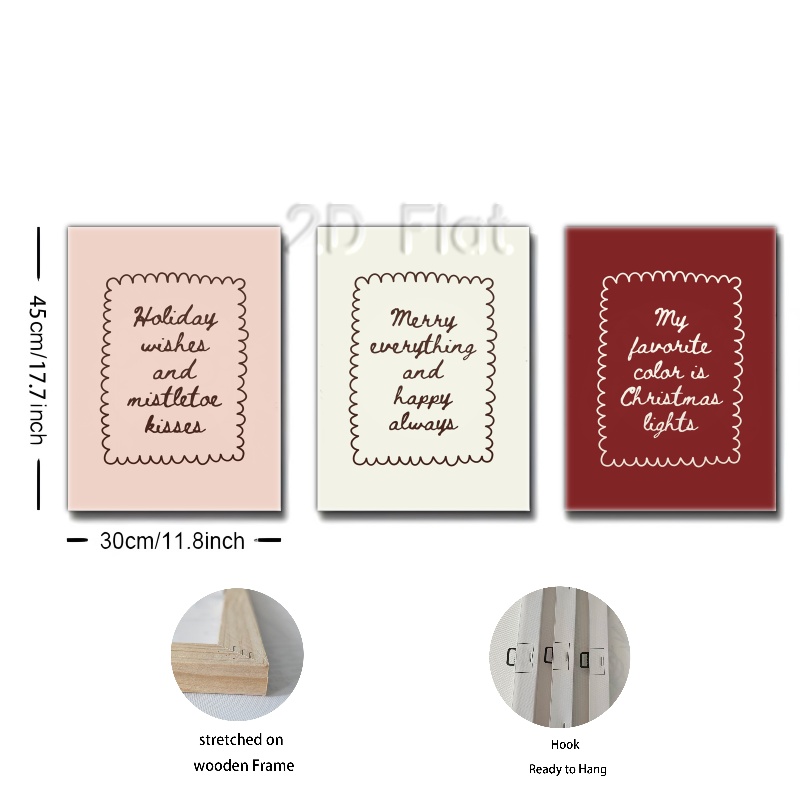 2D Flat
Holiday
wishes
and
mistletoe
kisses
Merry
everything
and
happy
always
My
favorite
color is
Christmas
lights
45cm/17.7inch
30cm/11.8inch
stretched on
wooden Frame
Hook
Ready to Hang